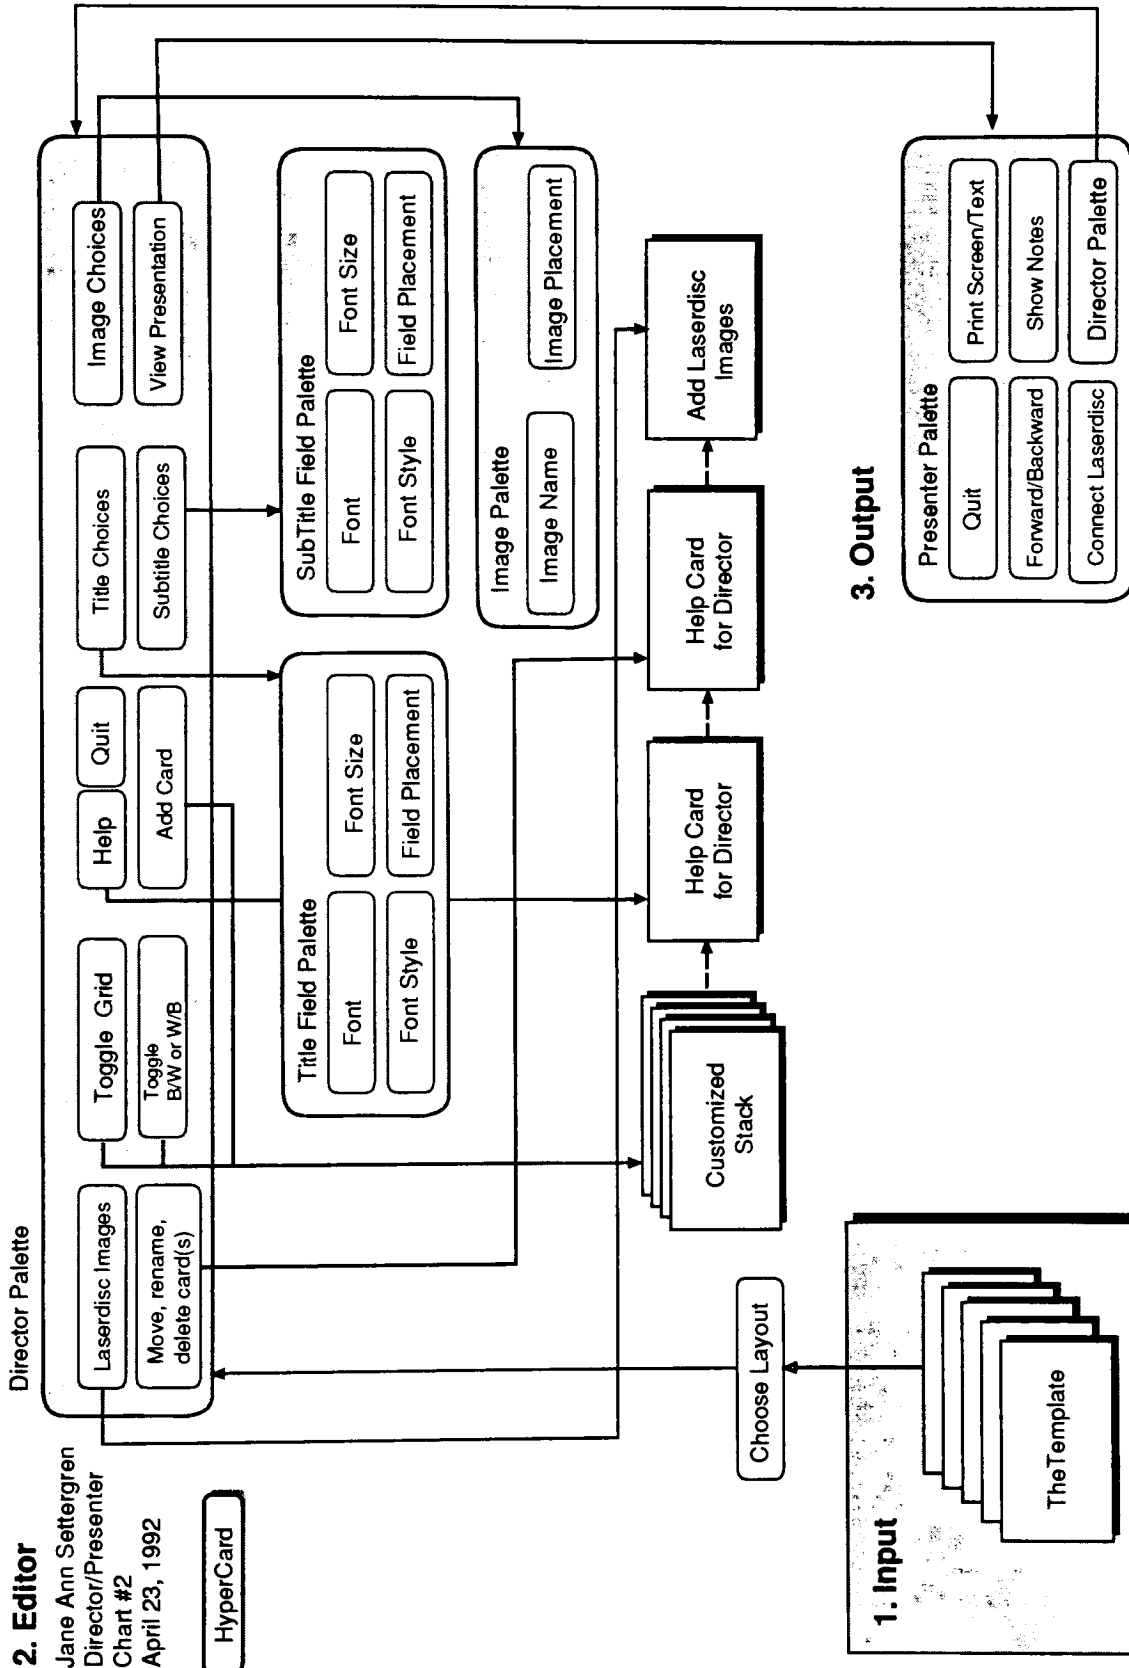 2. Editor
Jane Ann Settergren
Director/Presenter
Chart #2
April 23, 1992
HyperCard
Director Palette
Laserdisc Images
Toggle Grid
Help
Quit
Title Choices
Image Choices
Move, rename,
delete card(s)
Toggle
B/W or W/B
Add Card
Subtitle Choices
View Presentation
Title Field Palette
Font
Font Size
Font Style
Field Placement
SubTitle Field Palette
Font
Font Size
Font Style
Field Placement
Image Palette
Image Name
Image Placement
Customized
Stack
Help Card
for Director
Help Card
for Director
Add Laserdisc
Images
Choose Layout
1. Input
TheTemplate
3. Output
Presenter Palette
Quit
Print Screen/Text
Forward/Backward
Show Notes
Connect Laserdisc
Director Palette